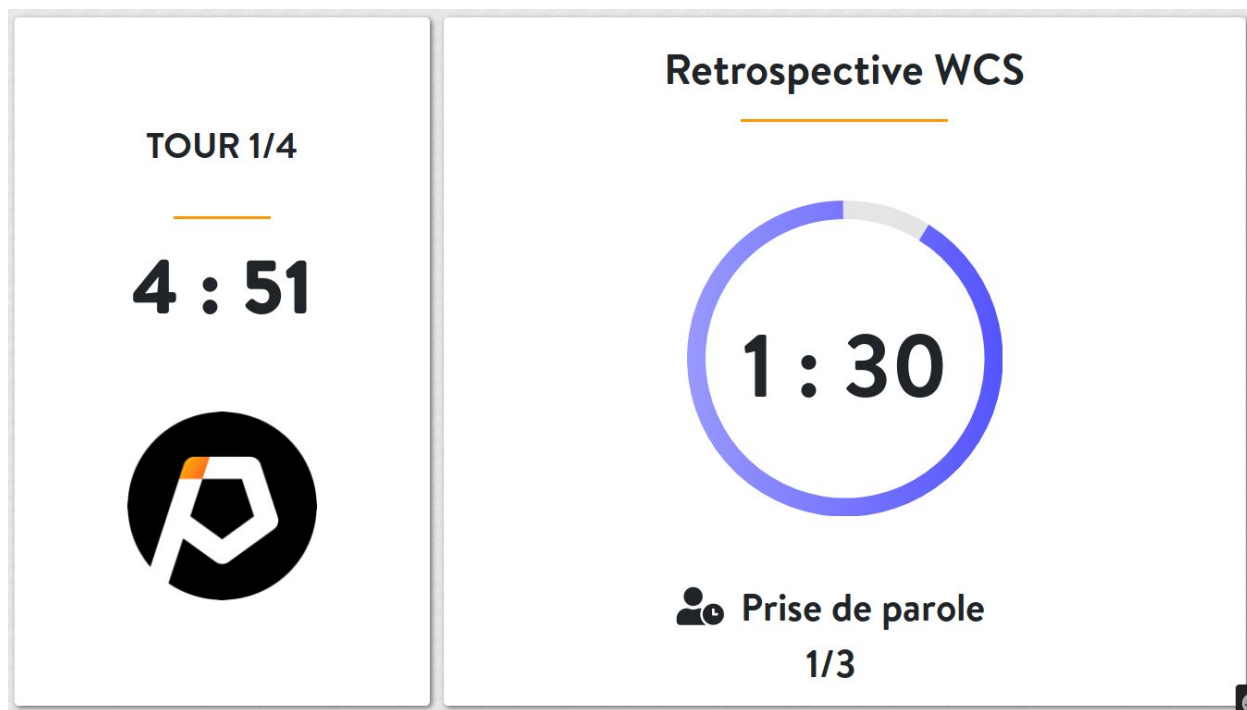 TOUR 1/4
4 : 51
Retrospective WCS
1 : 30
Prise de parole
1/3